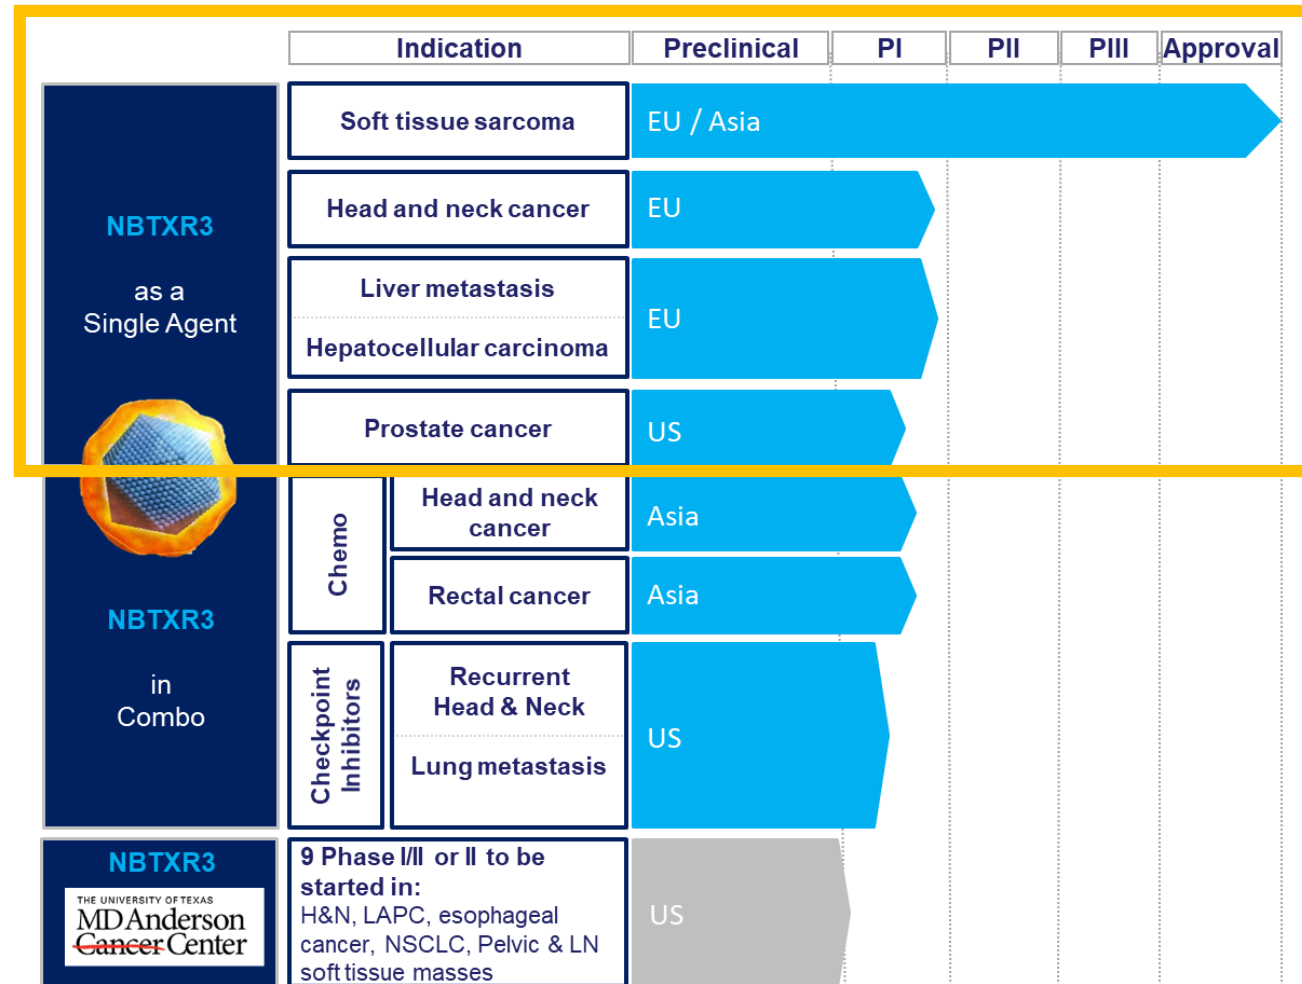 Indication Preclinical PI PII PIII Approval
NBTXR3
as a
Single Agent
Soft tissue sarcoma EU / Asia
Head and neck cancer EU
Liver metastasis
Hepatocellular carcinoma
EU
Prostate cancer US
NBTXR3
in
Combo
Chemo
Head and neck
cancer
Asia
Rectal cancer Asia
Checkpoint
Inhibitors
Recurrent
Head & Neck
Lung metastasis
US
NBTXR3
THE UNIVERSITY OF TEXAS
MD Anderson
Cancer Center
9 Phase I/II or II to be
started in:
H&N, LAPC, esophageal
cancer, NSCLC, Pelvic & LN
soft tissue masses
US